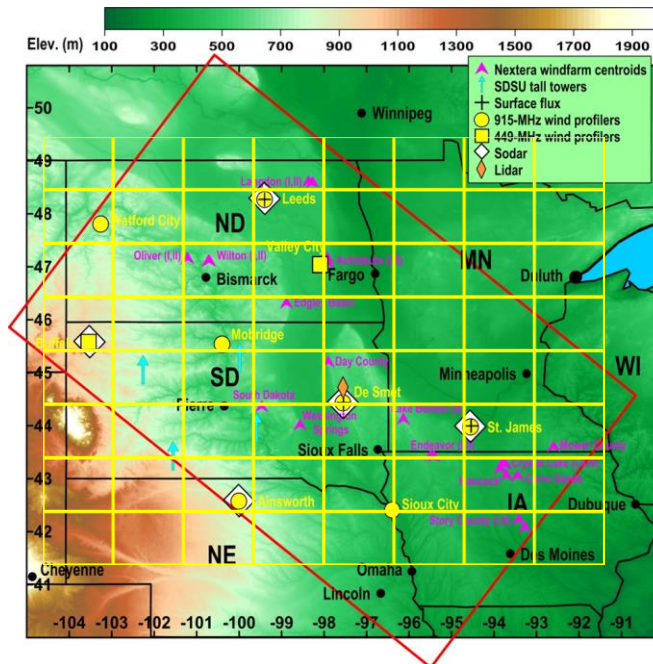 Elev. (m) 100 300 500 700 900 1100 1300 1500 1700 1900
Nextera windfarm centroids
SDSU tall towers
Surface flux
915-MHz wind profilers
449-MHz wind profilers
Sodar
Lidar
50
Winnipeg
49
Langdon (I,II)
Leeds
48
Watford City
ND
Valley City
MN
47
Oliver (I,II)
Wilton (I,II)
Bismarck
Fargo
Duluth
46
Mobridge
WI
45
Day County
SD
Minneapolis
South Dakota
De Smet
Pierre
44
Springs
St. James
Sioux Falls
Endeavor
43
IA
Ainsworth
Sioux City
Dubuque
42
Story County
NE
Des Moines
Cheyenne
Omaha
41
Lincoln
-104 -103 -102 -101 -100 -99 -98 -97 -96 -95 -94 -93 -92 -91